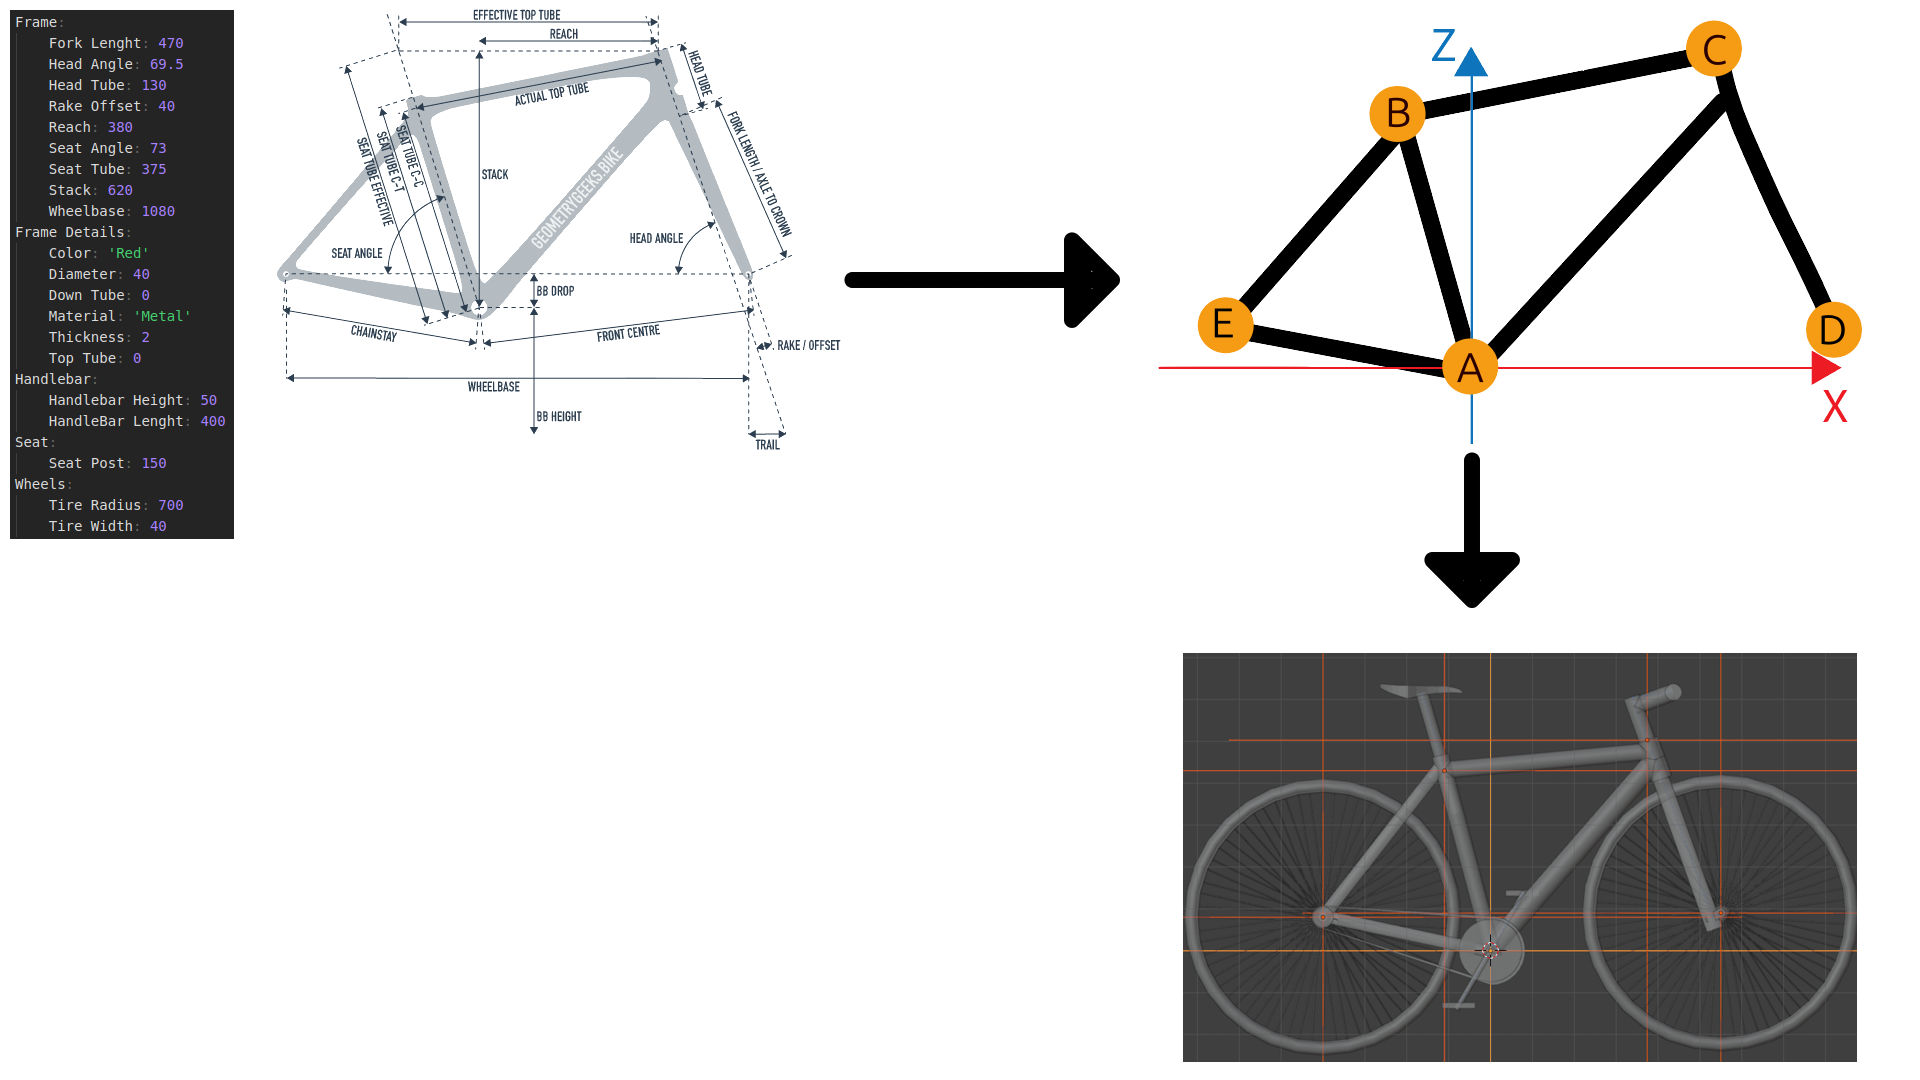 Frame:
Fork Lenght: 470
Head Angle: 69.5
Head Tube: 130
Rake Offset: 40
Reach: 380
Seat Angle: 73
Seat Tube: 375
Stack: 620
Wheelbase: 1080
Frame Details:
Color: 'Red'
Diameter: 40
Down Tube: 0
Material: 'Metal'
Thickness: 2
Top Tube: 0
Handlebar:
Handlebar Height: 50
HandleBar Lenght: 400
Seat:
Seat Post: 150
Wheels:
Tire Radius: 700
Tire Width: 40
EFFECTIVE TOP TUBE
REACH
HEAD TUBE
ACTUAL TOP TUBE
SEAT TUBE C-C
SEAT TUBE C-T
SEAT TUBE EFFECTIVE
STACK
GEOMETRYGEEKS.BIKE
FORK LENGTH / AXLE TO CROWN
SEAT ANGLE
HEAD ANGLE
BB DROP
CHAINSTAY
FRONT CENTRE
RAKE / OFFSET
WHEELBASE
BB HEIGHT
TRAIL
Z
C
B
E
D
A
X